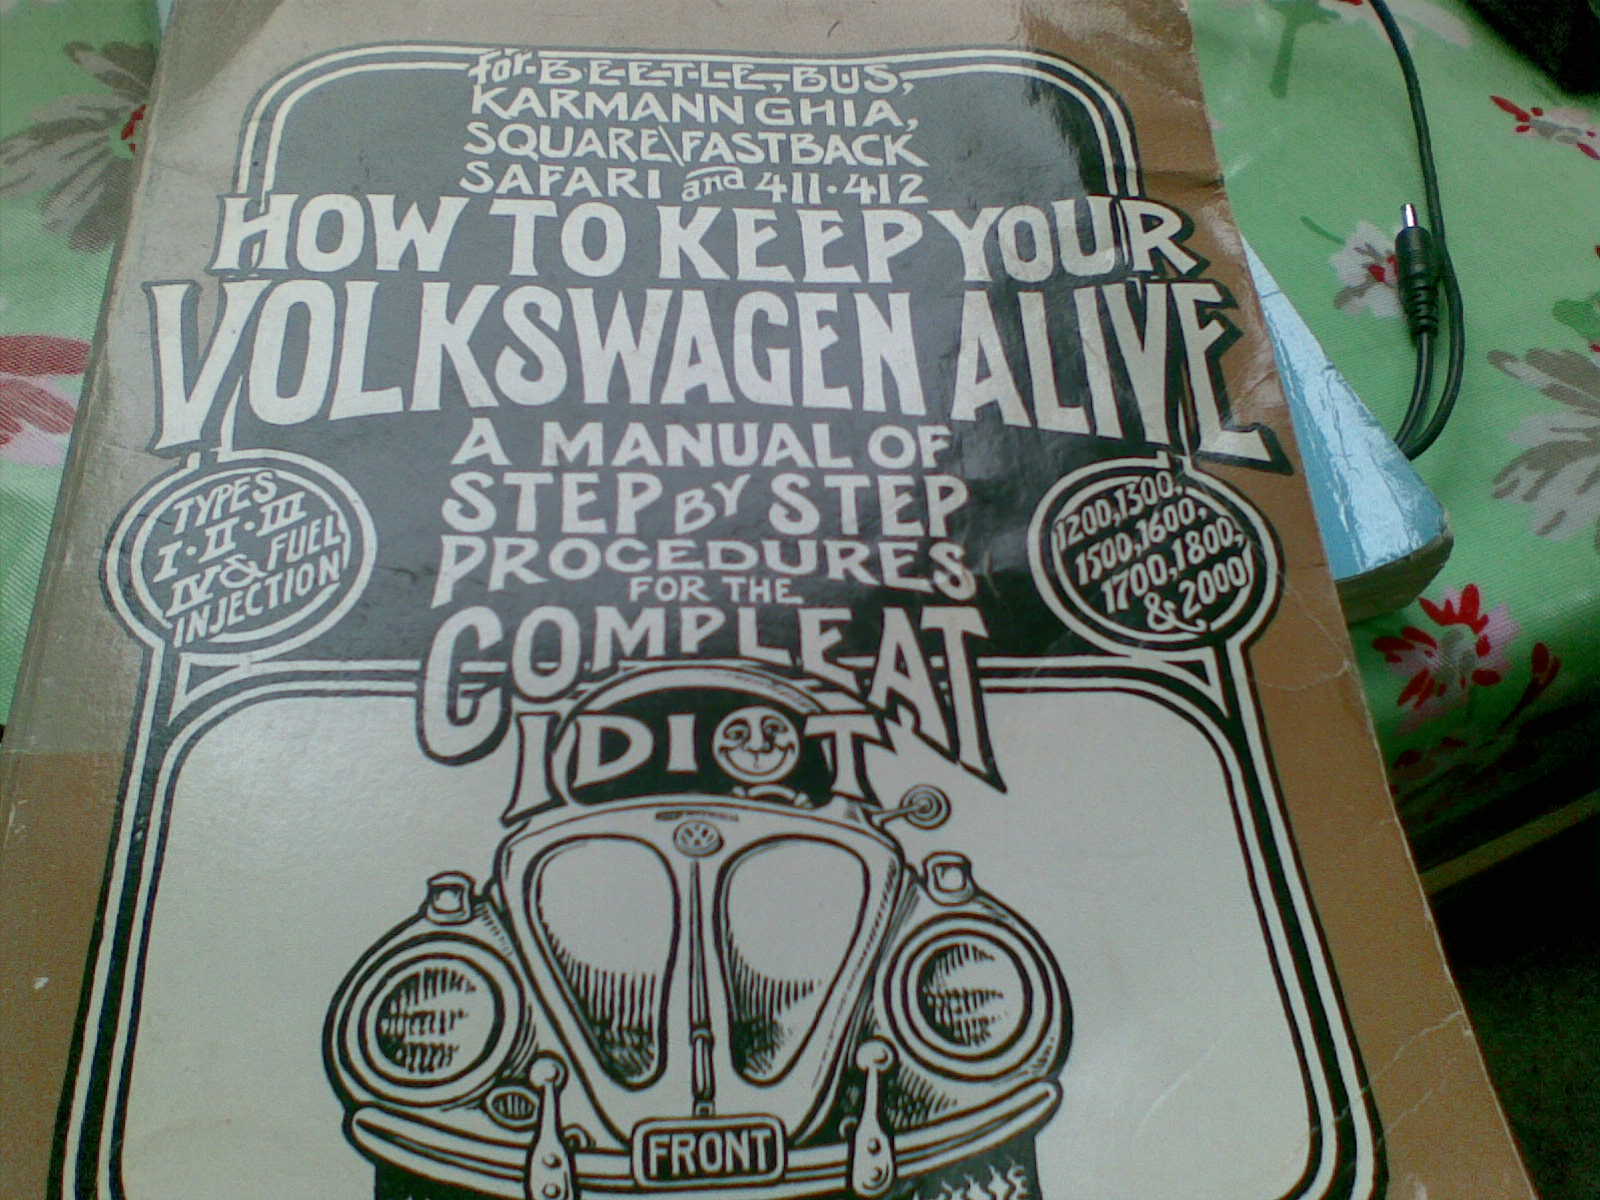 for BEETLE, BUS,
KARMANN GHIA,
SQUARE\FASTBACK
SAFARI and 411·412
HOW TO KEEP YOUR
VOLKSWAGEN ALIVE
A MANUAL OF
STEP BY STEP
PROCEDURES
FOR THE
COMPLEAT
IDIOT
TYPES
I·II·III
IV & FUEL
INJECTION
1200, 1300,
1500, 1600,
1700, 1800,
& 2000
VW
FRONT